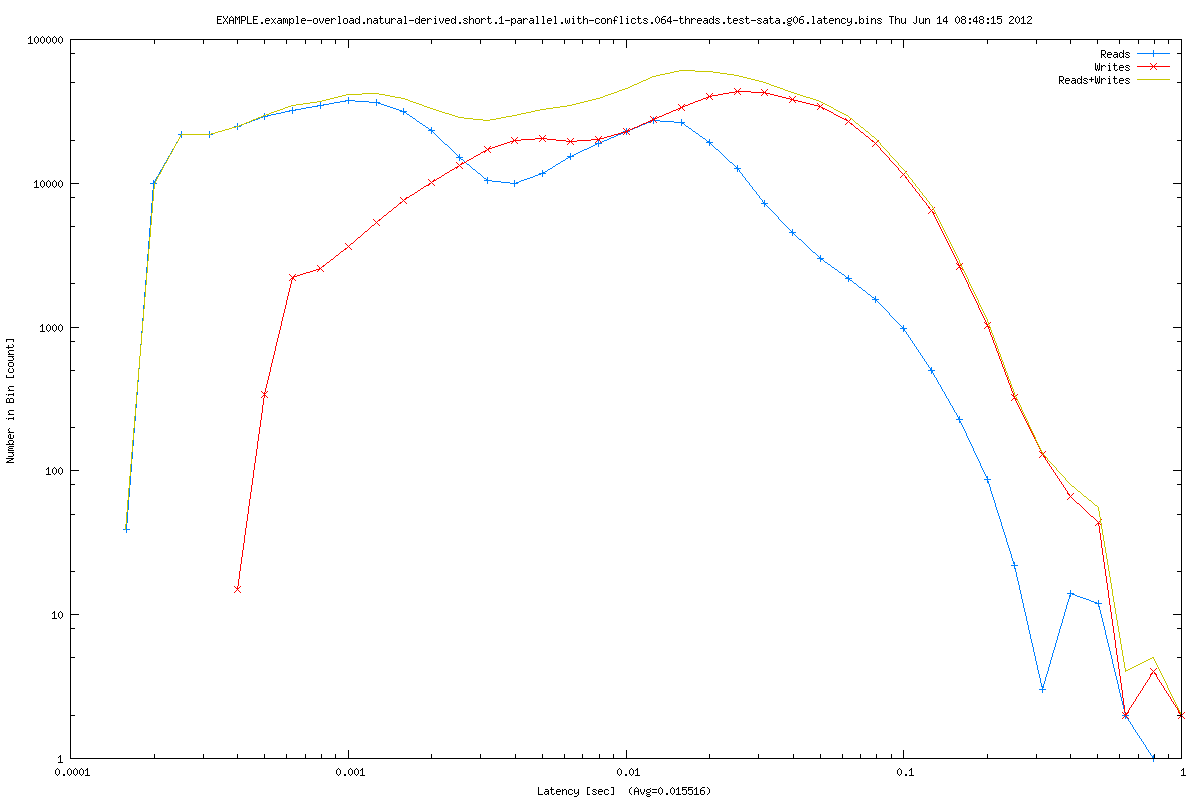 EXAMPLE.example-overload.natural-derived.short.1-parallel.with-conflicts.064-threads.test-sata.g06.latency.bins Thu Jun 14 08:48:15 2012
Reads
Writes
Reads+Writes
100000
10000
1000
100
10
1
Number in Bin [count]
0.0001
0.001
0.01
0.1
1
Latency [sec]  (Avg=0.015516)